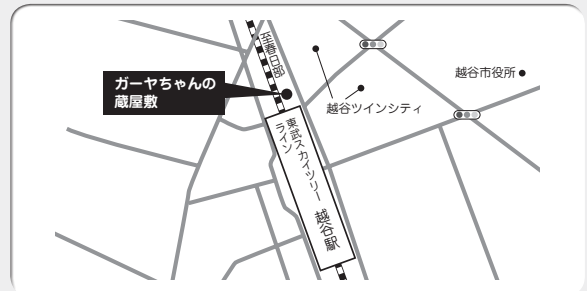 至春日部
ガーヤちゃんの
蔵屋敷
越谷市役所
越谷ツインシティ
東武スカイツリー
ライン
越谷駅